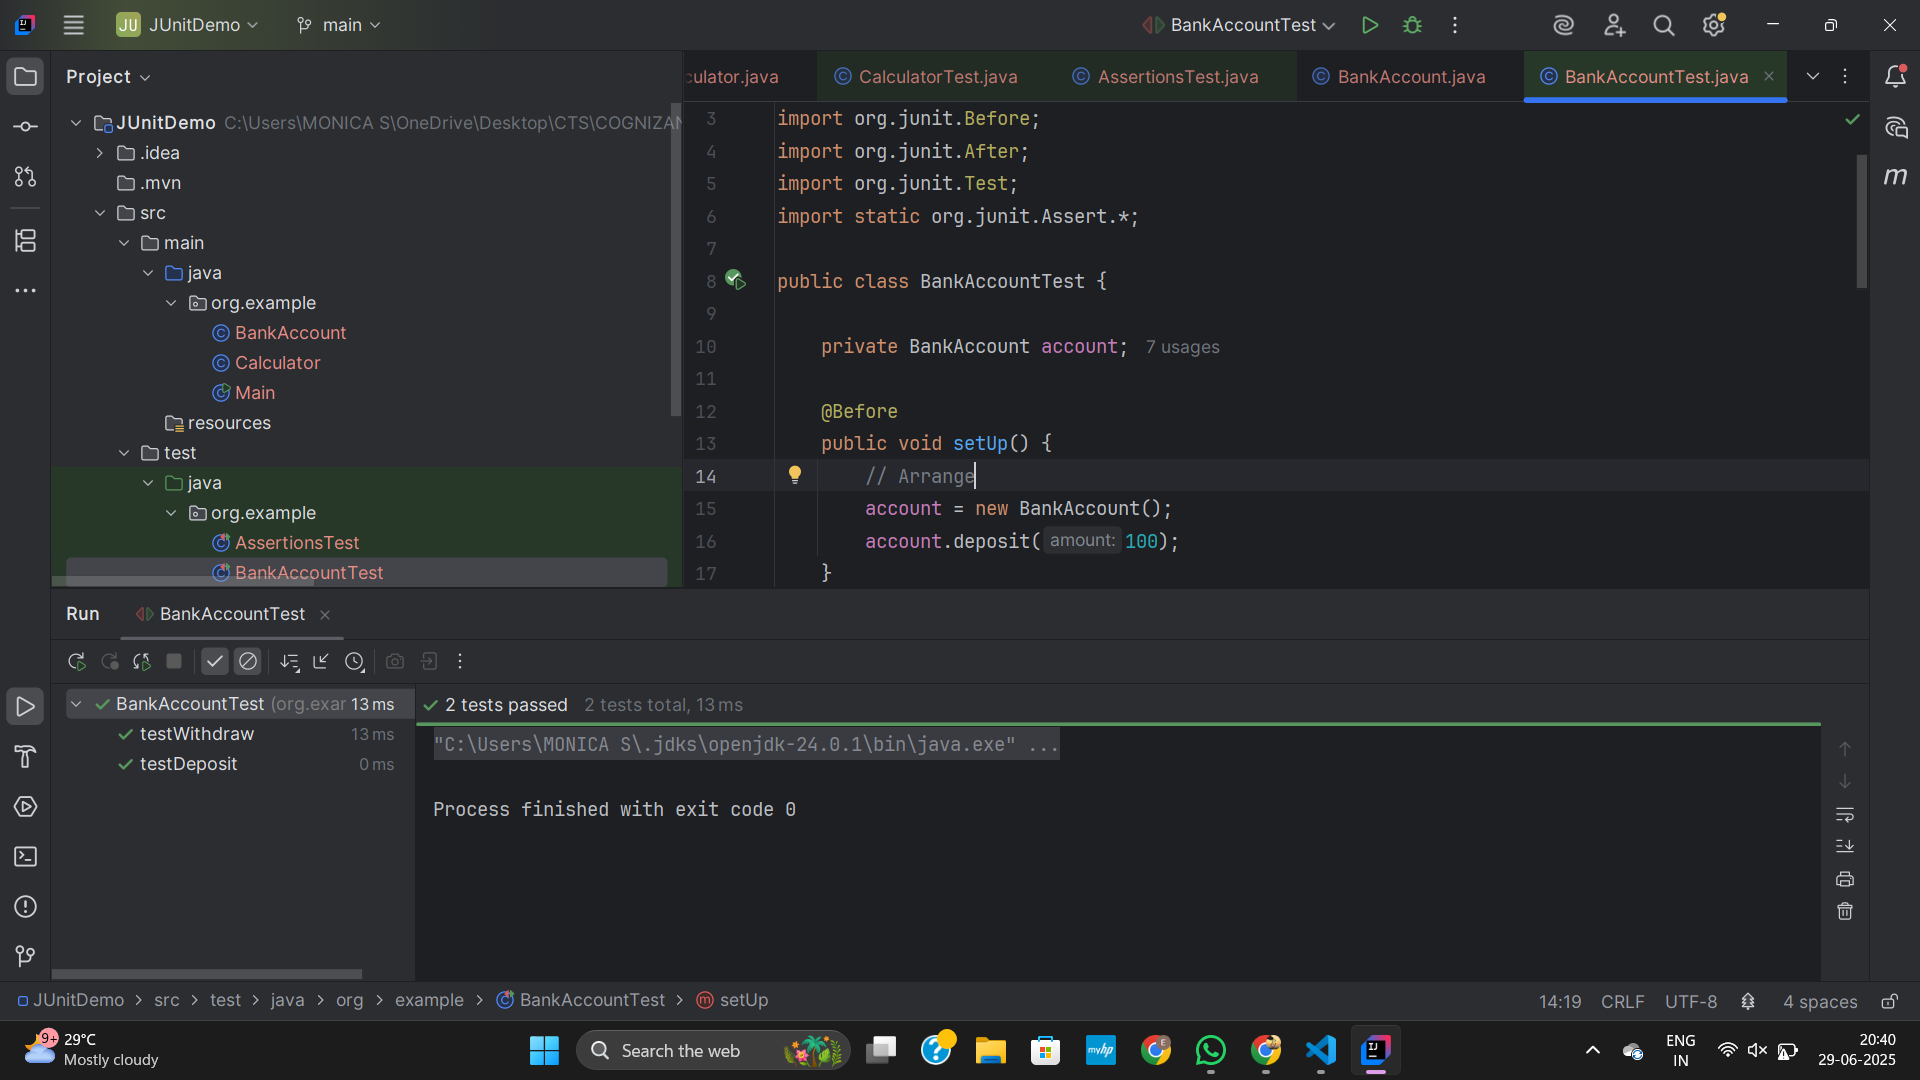 JU JUnitDemo main BankAccountTest
Project
JUnitDemo C:\Users\MONICA S\OneDrive\Desktop\CTS\COGNIZAN
.idea
.mvn
src
main
java
org.example
BankAccount
Calculator
Main
resources
test
java
org.example
AssertionsTest
BankAccountTest
culator.java CalculatorTest.java AssertionsTest.java BankAccount.java BankAccountTest.java
3 import org.junit.Before;
4 import org.junit.After;
5 import org.junit.Test;
6 import static org.junit.Assert.*;
7
8 public class BankAccountTest {
9
10 private BankAccount account; 7 usages
11
12 @Before
13 public void setUp() {
14 // Arrange
15 account = new BankAccount();
16 account.deposit( amount: 100);
17 }
Run BankAccountTest
BankAccountTest (org.exar 13 ms
testWithdraw 13 ms
testDeposit 0 ms
2 tests passed 2 tests total, 13 ms
"C:\Users\MONICA S\.jdks\openjdk-24.0.1\bin\java.exe" ...
Process finished with exit code 0
JUnitDemo > src > test > java > org > example > BankAccountTest > setUp
14:19 CRLF UTF-8 4 spaces
9+ 29°C
Mostly cloudy
Search the web
myhp
ENG
IN
20:40
29-06-2025